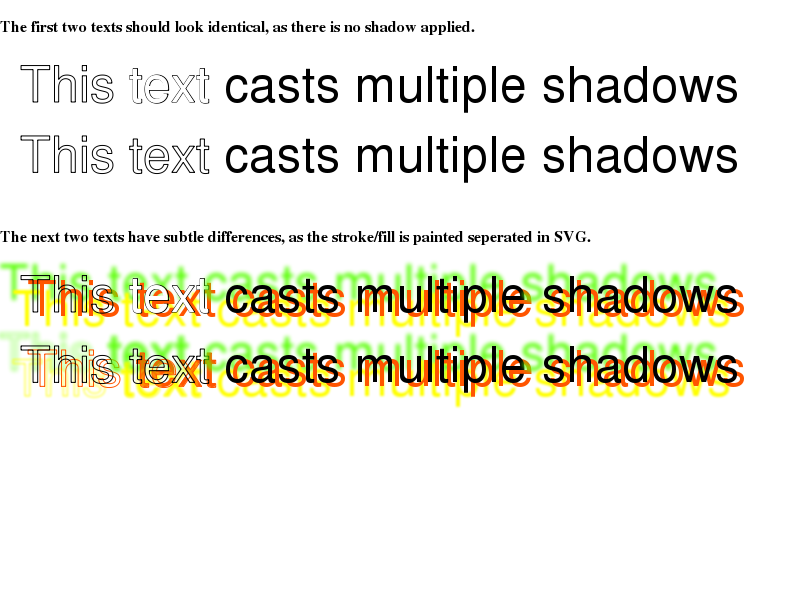 The first two texts should look identical, as there is no shadow applied.
This text casts multiple shadows
This text casts multiple shadows
The next two texts have subtle differences, as the stroke/fill is painted seperated in SVG.
This text casts multiple shadows
This text casts multiple shadows